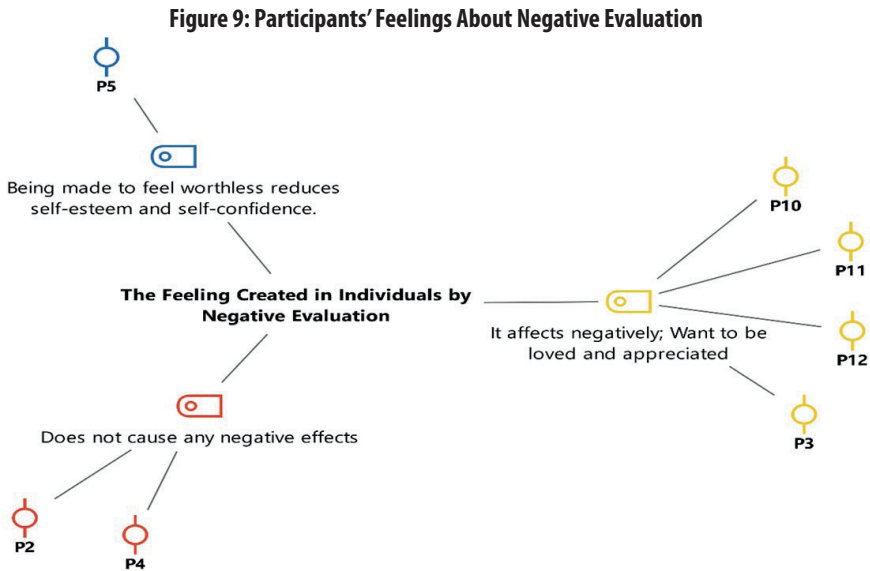 Figure 9: Participants’ Feelings About Negative Evaluation
P5
Being made to feel worthless reduces
self-esteem and self-confidence.
P10
P11
The Feeling Created in Individuals by
Negative Evaluation
It affects negatively; Want to be
loved and appreciated
P12
P3
Does not cause any negative effects
P2
P4